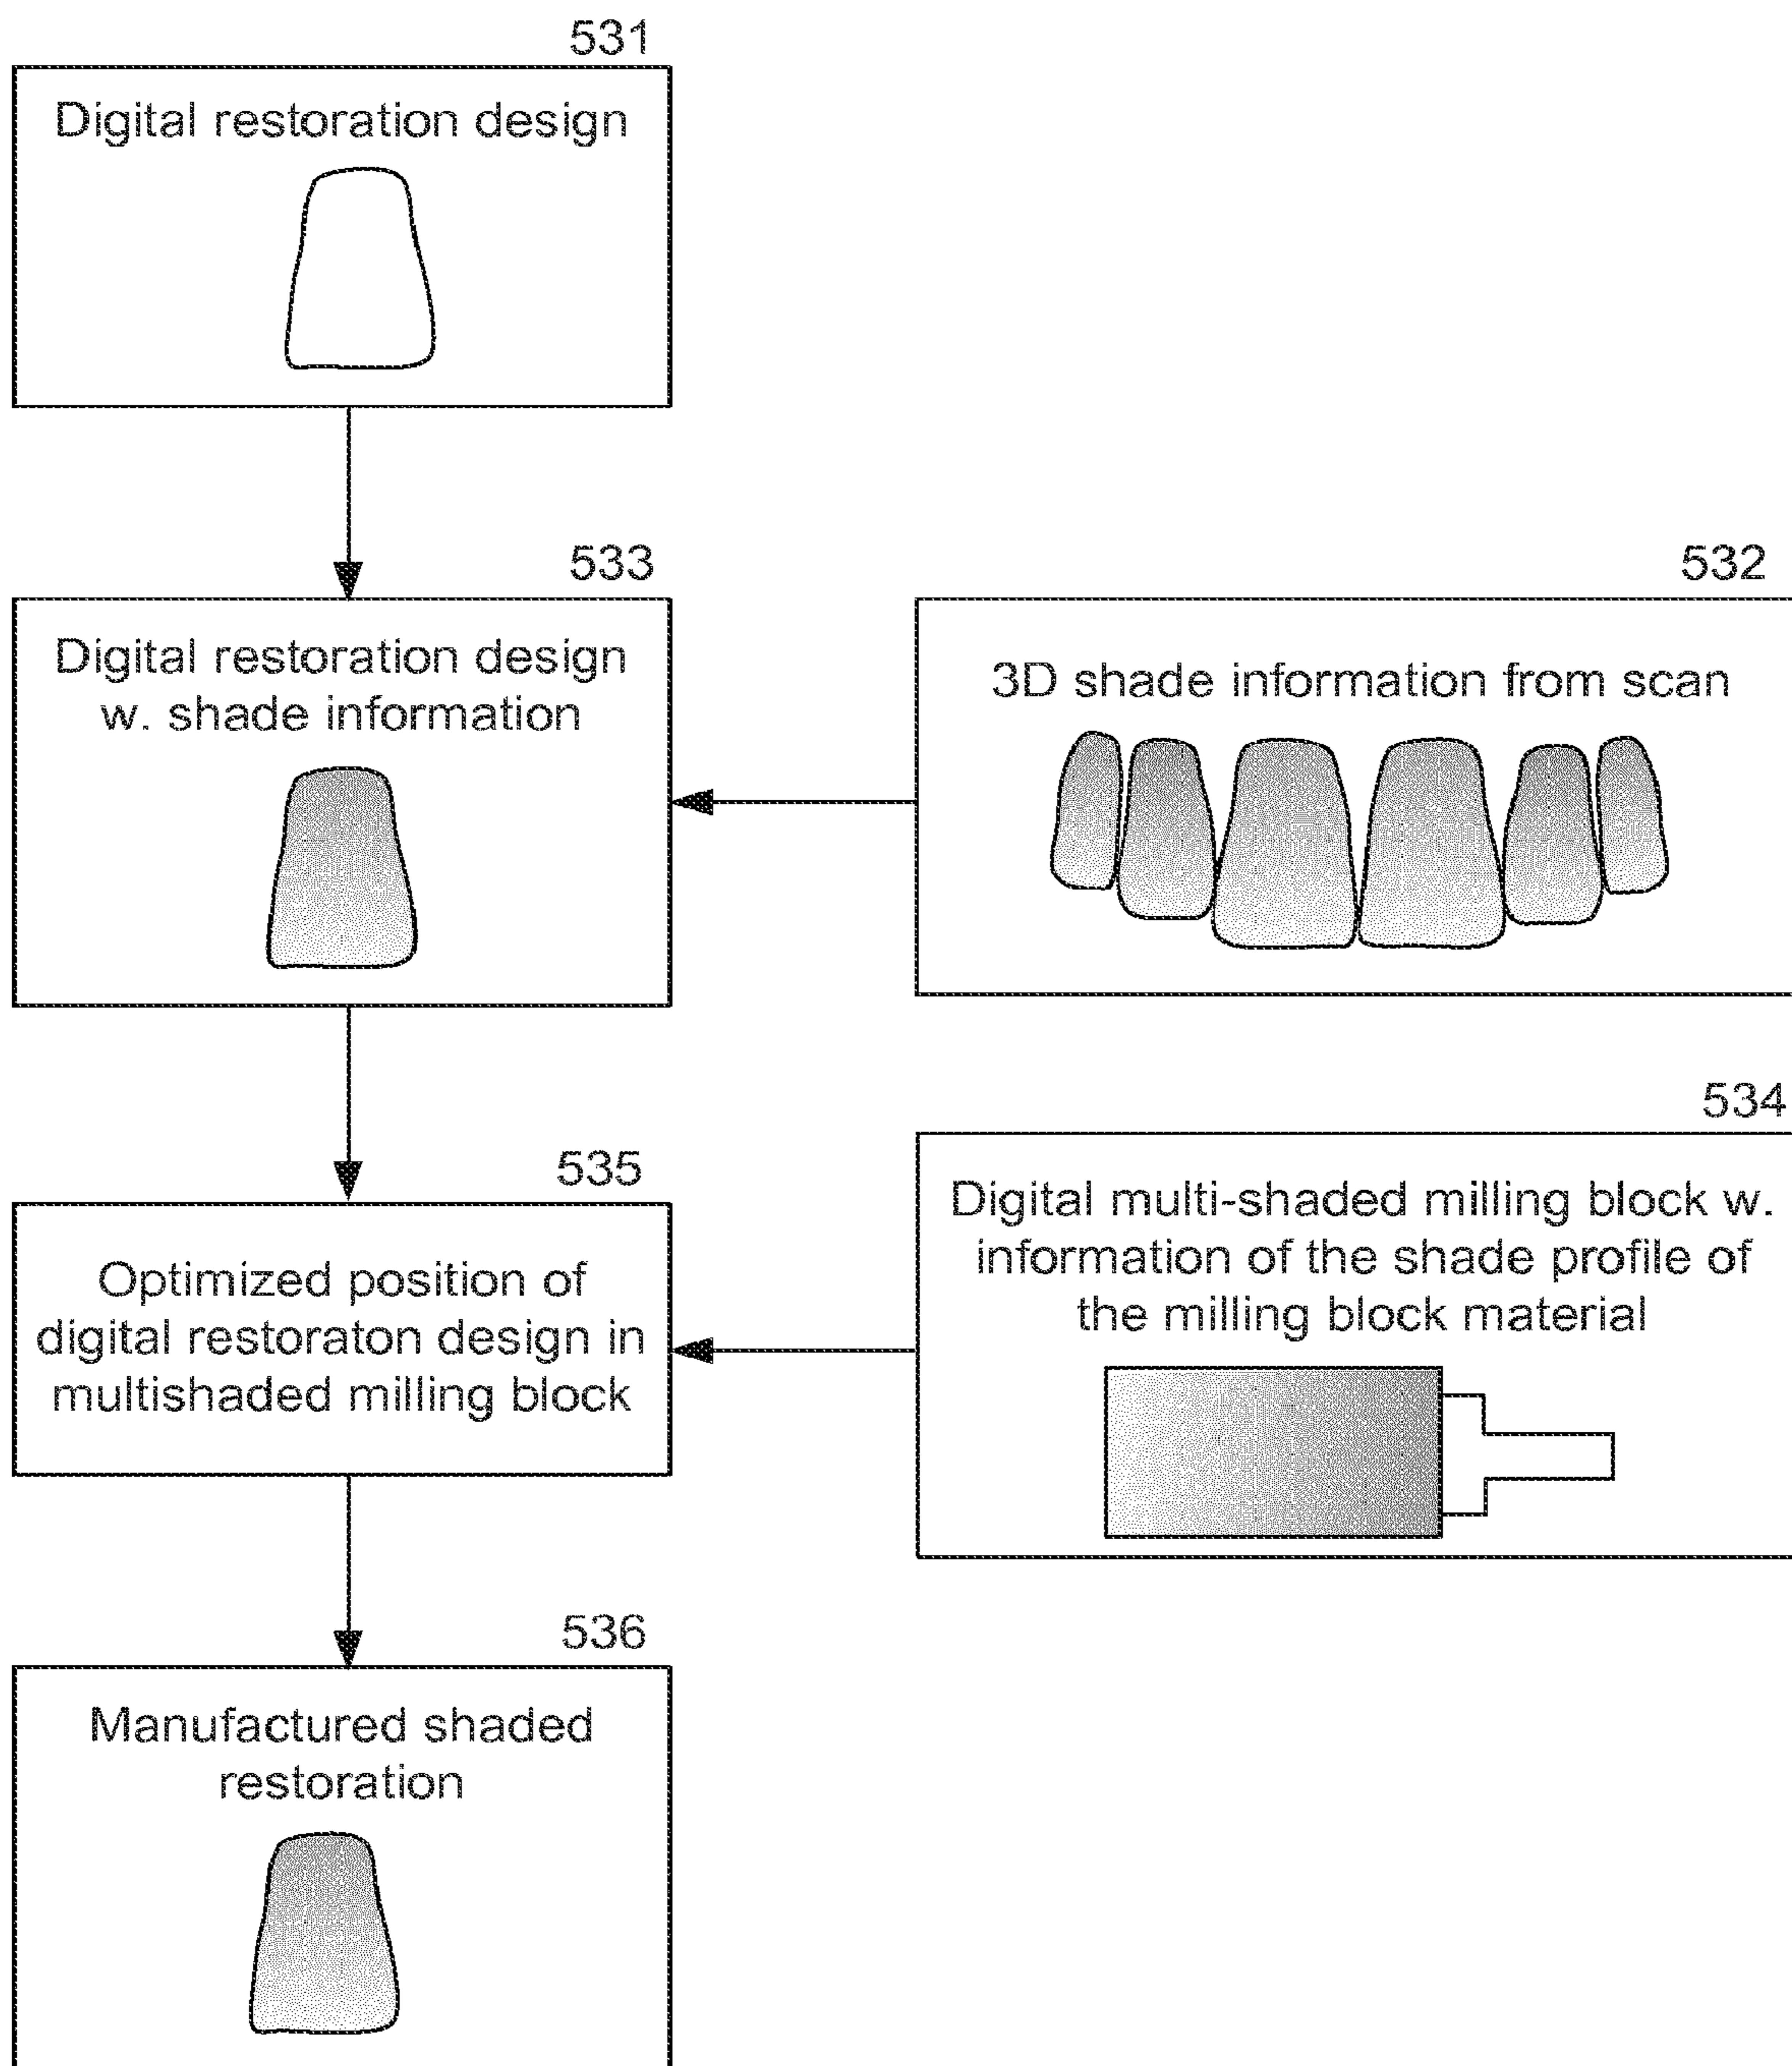 531
Digital restoration design
533
Digital restoration design
w. shade information
532
3D shade information from scan
534
Digital multi-shaded milling block w.
information of the shade profile of
the milling block material
535
Optimized position of
digital restoraton design in
multishaded milling block
536
Manufactured shaded
restoration